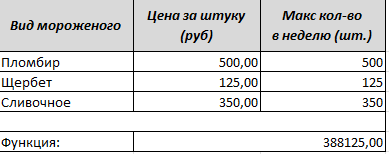 Вид мороженого Цена за штуку (руб) Макс кол-во в неделю (шт.)
Пломбир 500,00 500
Щербет 125,00 125
Сливочное 350,00 350
Функция: 388125,00